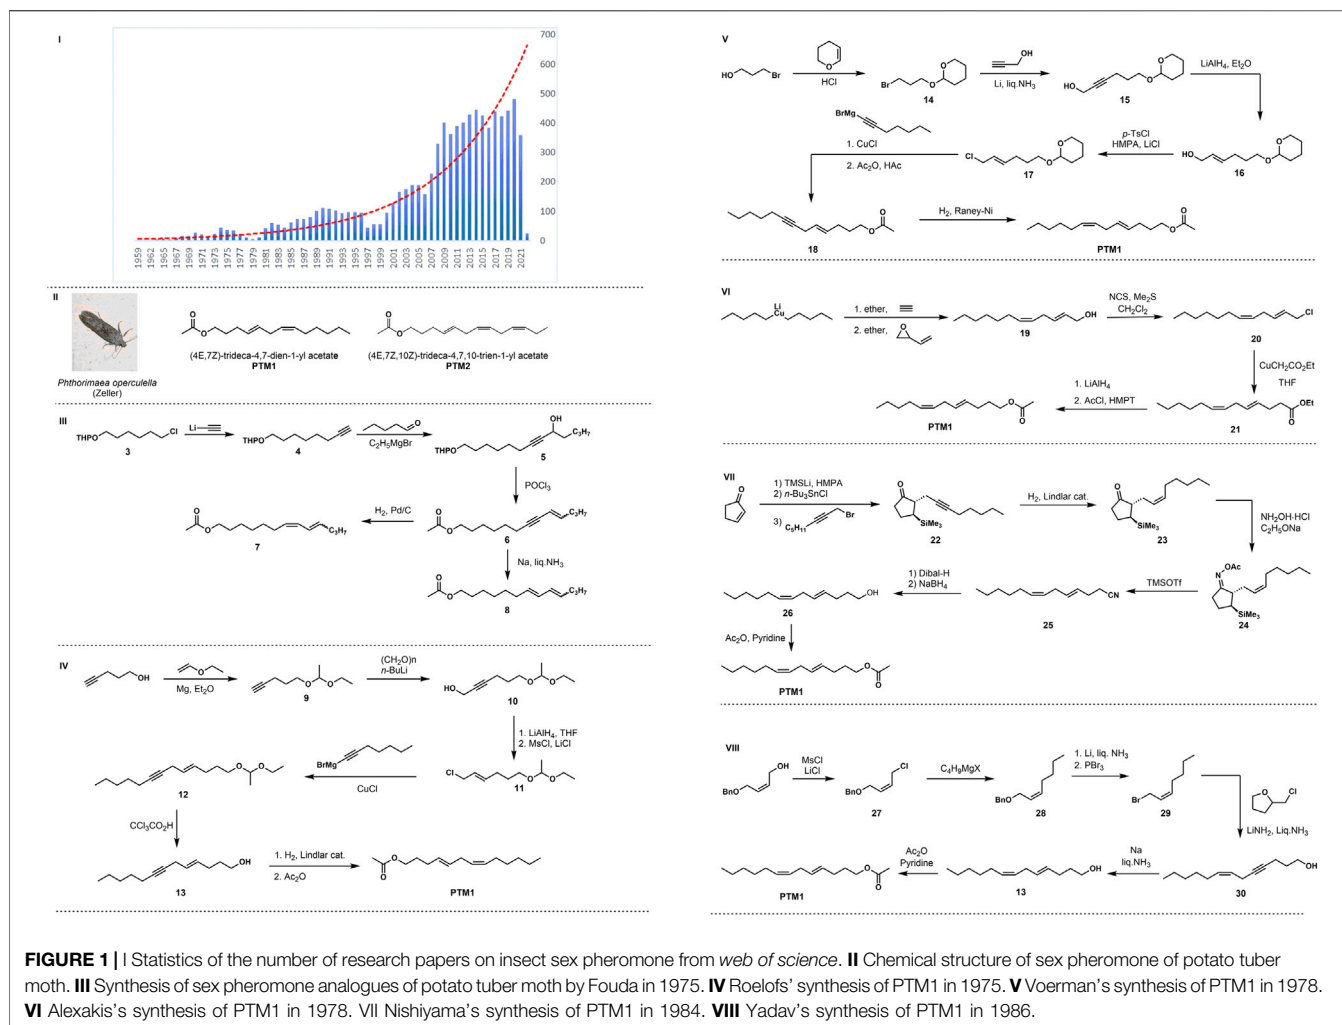 I
700
600
500
400
300
200
100
0
1959
1962
1965
1967
1969
1971
1973
1975
1977
1979
1981
1983
1985
1987
1989
1991
1993
1995
1997
1999
2001
2003
2005
2007
2009
2011
2013
2015
2017
2019
2021
II
Phthorimaea operculella
(Zeller)
O
O
(4E,7Z)-trideca-4,7-dien-1-yl acetate
PTM1
O
O
(4E,7Z,10Z)-trideca-4,7,10-trien-1-yl acetate
PTM2
III
THPO
Cl
3
Li
THPO
4
O
C2H5MgBr
OH
C3H7
THPO
5
POCl3
O
O
C3H7
6
H2, Pd/C
O
O
C3H7
7
Na, liq.NH3
O
O
C3H7
8
IV
OH
O
Mg, Et2O
O O
9
(CH2O)n
n-BuLi
HO
O O
10
1. LiAlH4, THF
2. MsCl, LiCl
Cl
O O
11
BrMg
CuCl
O O
12
CCl3CO2H
OH
13
1. H2, Lindlar cat.
2. Ac2O
O
O
PTM1
V
HO
Br
O
HCl
Br
O O
14
OH
Li, liq.NH3
HO
O O
15
LiAlH4, Et2O
HO
O O
16
p-TsCl
HMPA, LiCl
Cl
O O
17
BrMg
1. CuCl
2. Ac2O, HAc
O
O
18
H2, Raney-Ni
O
O
PTM1
VI
Li
Cu
1. ether,
2. ether,
O
OH
19
NCS, Me2S
CH2Cl2
Cl
20
CuCH2CO2Et
THF
OEt
O
21
1. LiAlH4
2. AcCl, HMPT
O
O
PTM1
VII
O
1) TMSLi, HMPA
2) n-Bu3SnCl
3)
Br
C5H11
O
SiMe3
22
H2, Lindlar cat.
O
SiMe3
23
NH2OH·HCl
C2H5ONa
OAc
N
SiMe3
24
TMSOTf
CN
25
1) Dibal-H
2) NaBH4
OH
26
Ac2O, Pyridine
O
O
PTM1
VIII
OH
BnO
MsCl
LiCl
Cl
BnO
27
C4H9MgX
BnO
28
1. Li, liq. NH3
2. PBr3
Br
29
O
Cl
LiNH2, Liq.NH3
OH
30
Na
liq.NH3
OH
13
Ac2O
Pyridine
O
O
PTM1
FIGURE 1 | I Statistics of the number of research papers on insect sex pheromone from web of science. II Chemical structure of sex pheromone of potato tuber
moth. III Synthesis of sex pheromone analogues of potato tuber moth by Fouda in 1975. IV Roelofs' synthesis of PTM1 in 1975. V Voerman's synthesis of PTM1 in 1978.
VI Alexakis's synthesis of PTM1 in 1978. VII Nishiyama's synthesis of PTM1 in 1984. VIII Yadav's synthesis of PTM1 in 1986.